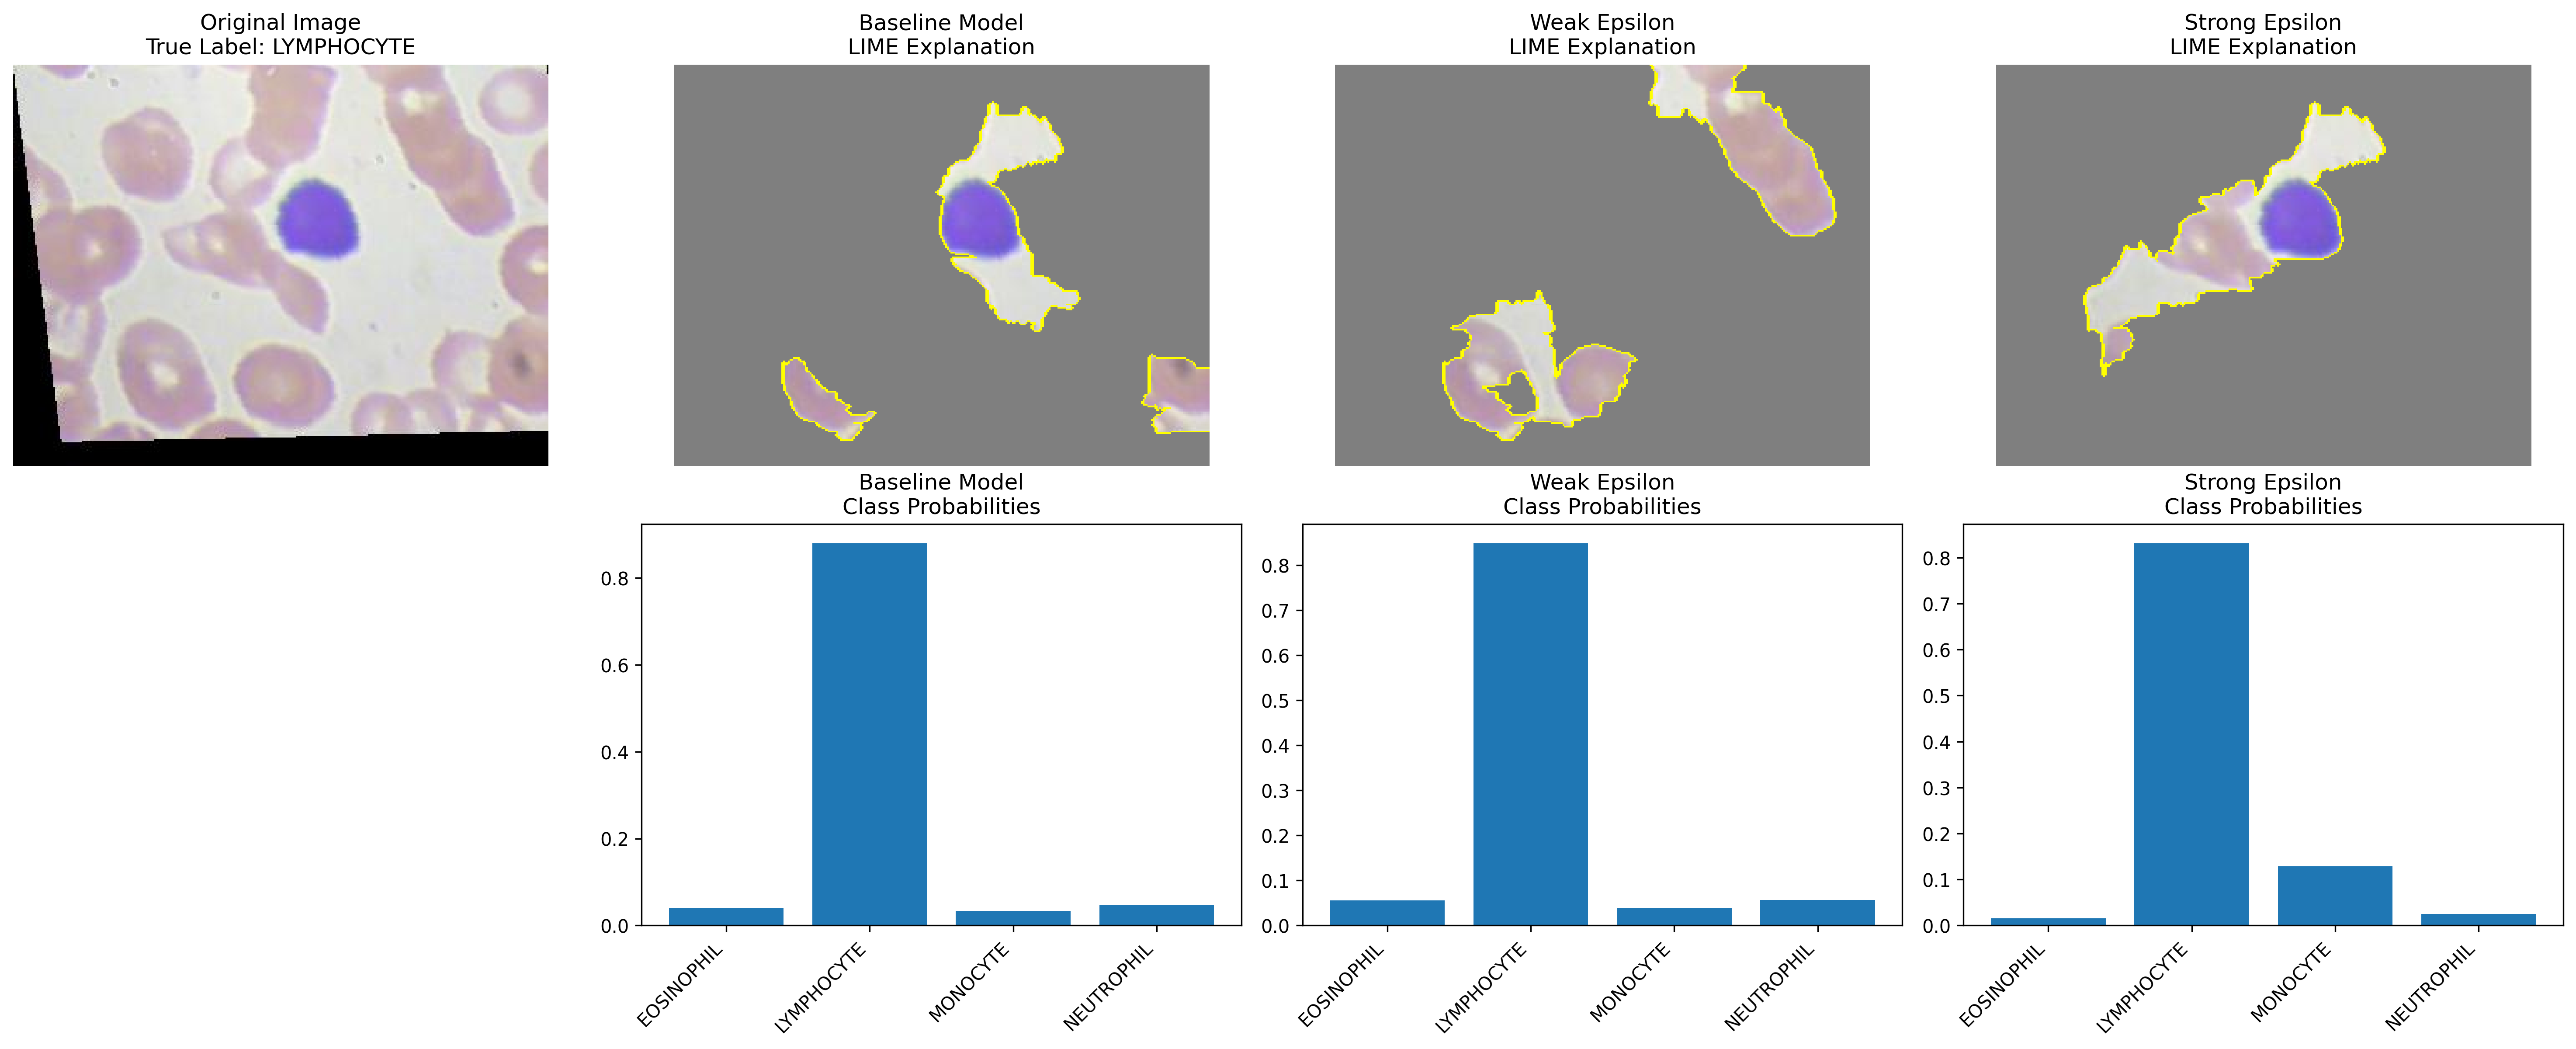 Original Image
True Label: LYMPHOCYTE
Baseline Model
LIME Explanation
Weak Epsilon
LIME Explanation
Strong Epsilon
LIME Explanation
Baseline Model
Class Probabilities
0.8
0.6
0.4
0.2
0.0
EOSINOPHIL
LYMPHOCYTE
MONOCYTE
NEUTROPHIL
Weak Epsilon
Class Probabilities
0.8
0.7
0.6
0.5
0.4
0.3
0.2
0.1
0.0
EOSINOPHIL
LYMPHOCYTE
MONOCYTE
NEUTROPHIL
Strong Epsilon
Class Probabilities
0.8
0.7
0.6
0.5
0.4
0.3
0.2
0.1
0.0
EOSINOPHIL
LYMPHOCYTE
MONOCYTE
NEUTROPHIL